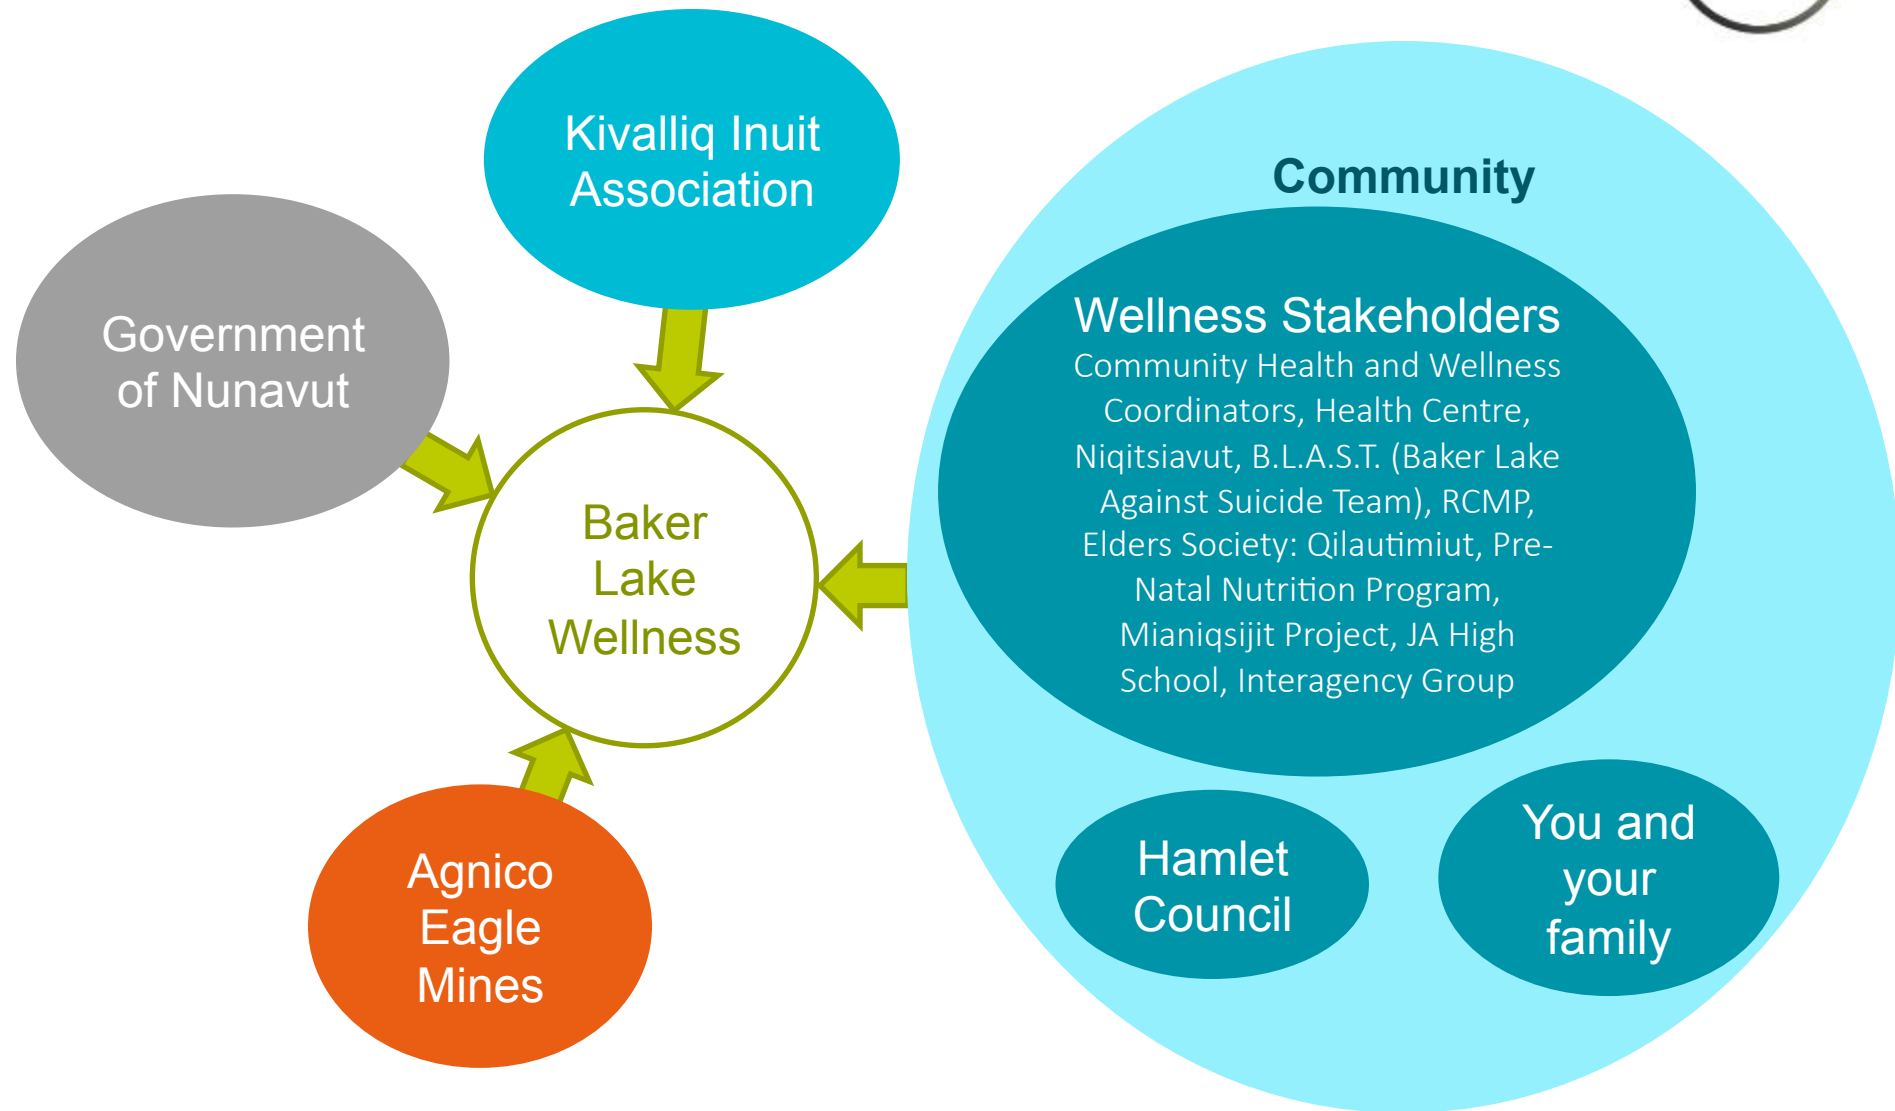 Kivalliq Inuit
Association
Government
of Nunavut
Baker
Lake
Wellness
Agnico
Eagle
Mines
Community
Wellness Stakeholders
Community Health and Wellness
Coordinators, Health Centre,
Niqitsiavut, B.L.A.S.T. (Baker Lake
Against Suicide Team), RCMP,
Elders Society: Qilautimiut, Pre-
Natal Nutrition Program,
Mianiqsijit Project, JA High
School, Interagency Group
Hamlet
Council
You and
your
family